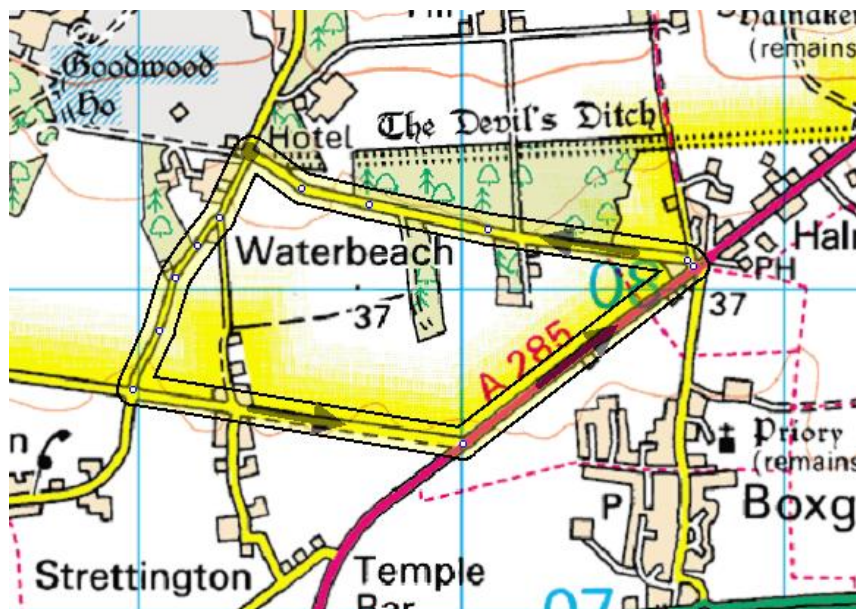 Halnaker
(remains
Goodwood
Ho
Hotel
The Devil's Ditch
Waterbeach
Haln
PH
08
37
37
A 285
n
Priory
(remains
P
Boxg
Strettington
Temple
Bar
07